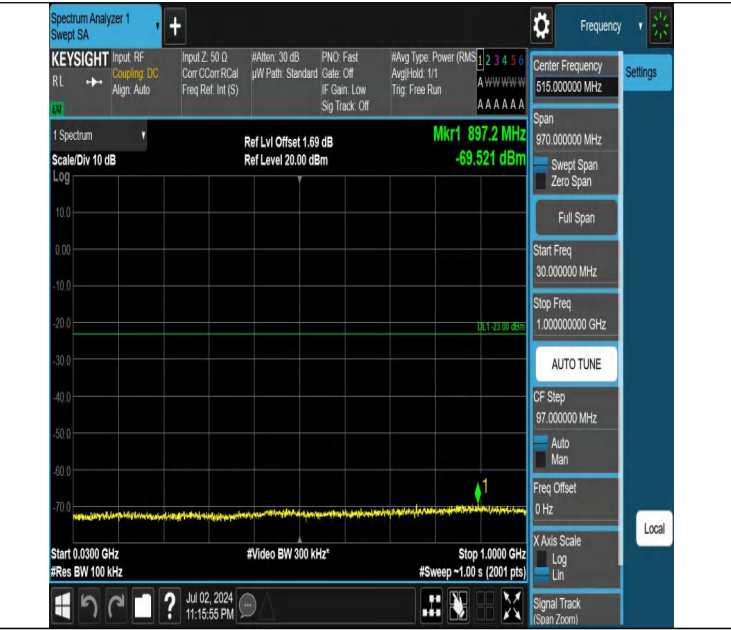 Spectrum Analyzer 1
Swept SA
+
Frequency
KEYSIGHT
RL
Input: RF
Coupling: DC
Align: Auto
Input Z: 50 Ω
Corr CCorr RCal
Freq Ref: Int (S)
#Atten: 30 dB
µW Path: Standard
PNO: Fast
Gate: Off
IF Gain: Low
Sig Track: Off
#Avg Type: Power (RMS
Avg|Hold: 1/1
Trig: Free Run
1 2 3 4 5 6
A W W W W W
A A A A A A
1 Spectrum
Scale/Div 10 dB
Ref Lvl Offset 1.69 dB
Ref Level 20.00 dBm
Mkr1 897.2 MHz
-69.521 dBm
Log
10.0
0.00
-10.0
-20.0
DL1 -23.00 dBm
-30.0
-40.0
-50.0
-60.0
-70.0
1
Start 0.0300 GHz
#Res BW 100 kHz
#Video BW 300 kHz*
Stop 1.0000 GHz
#Sweep ~1.00 s (2001 pts)
?
Jul 02, 2024
11:15:55 PM
Center Frequency
515.000000 MHz
Settings
Span
970.000000 MHz
Swept Span
Zero Span
Full Span
Start Freq
30.000000 MHz
Stop Freq
1.000000000 GHz
AUTO TUNE
CF Step
97.000000 MHz
Auto
Man
Freq Offset
0 Hz
X Axis Scale
Log
Lin
Local
Signal Track
(Span Zoom)